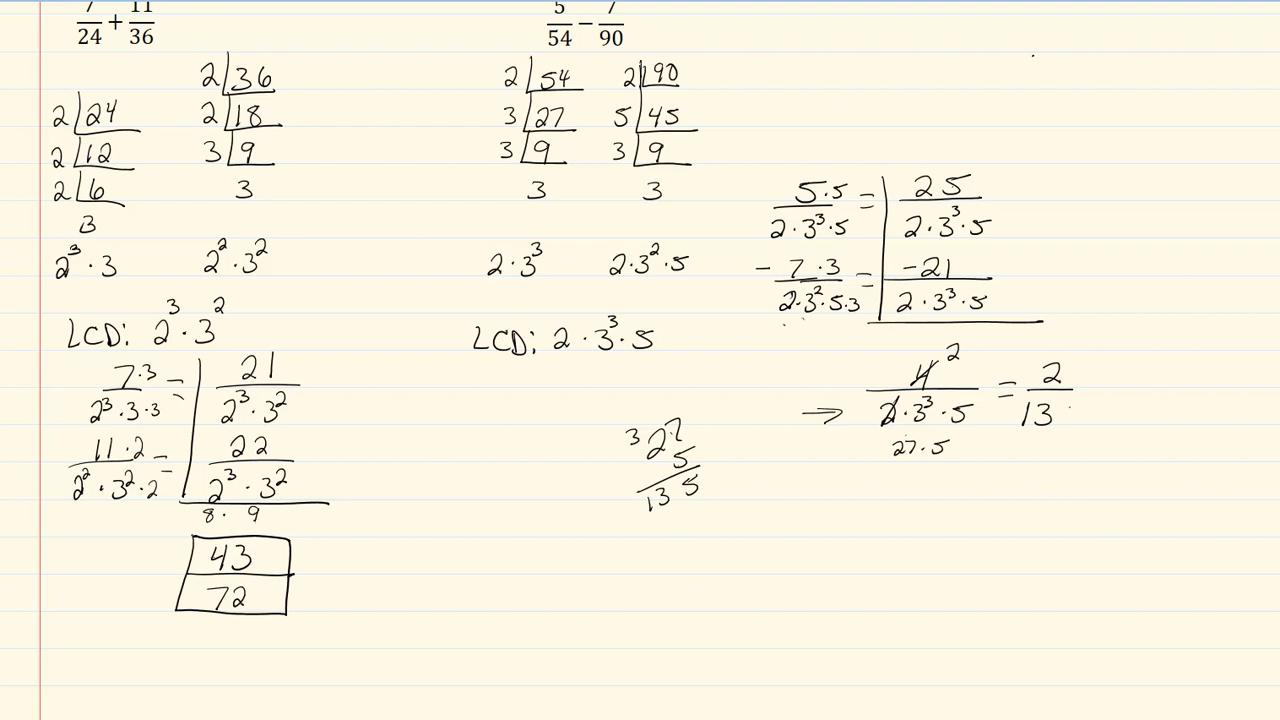 7/24 + 11/36
2 | 24
2 | 12
2 | 6
3
2³ · 3
2 | 36
2 | 18
3 | 9
3
2² · 3²
LCD: 2³ · 3²
7·3 / 2³·3·3 = | 21 / 2³·3²
11·2 / 2²·3²·2 = | 22 / 2³·3²
8 · 9
43 / 72
5/54 − 7/90
2 | 54
3 | 27
3 | 9
3
2·3³
2 | 90
5 | 45
3 | 9
3
2·3²·5
LCD: 2 · 3³ · 5
3 27
5
135
5·5 / 2·3³·5 = | 25 / 2·3³·5
− 7·3 / 2·3²·5·3 = | −21 / 2·3³·5
→ 4 2 / 2·3³·5 = 2 / 13
27·5